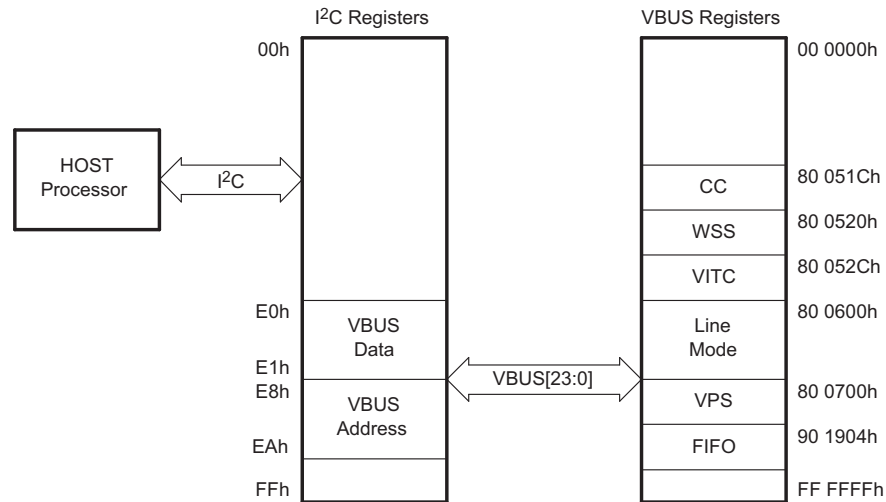 I2C Registers
VBUS Registers
00h
00 0000h
HOST
Processor
I2C
CC
80 051Ch
WSS
80 0520h
VITC
80 052Ch
E0h
VBUS
Data
E1h
Line
Mode
80 0600h
VBUS[23:0]
E8h
VBUS
Address
EAh
VPS
80 0700h
FIFO
90 1904h
FFh
FF FFFFh